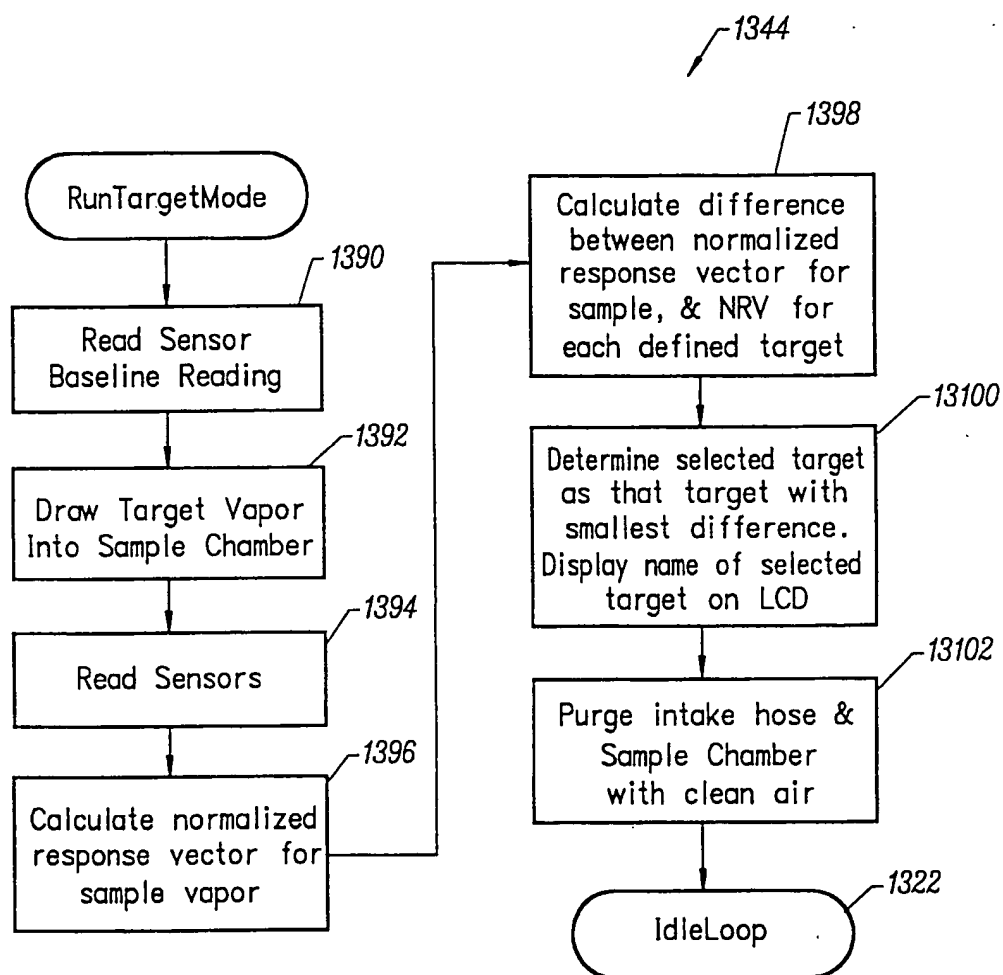 1344
RunTargetMode
1390
Read Sensor
Baseline Reading
1392
Draw Target Vapor
Into Sample Chamber
1394
Read Sensors
1396
Calculate normalized
response vector for
sample vapor
1398
Calculate difference
between normalized
response vector for
sample, & NRV for
each defined target
13100
Determine selected target
as that target with
smallest difference.
Display name of selected
target on LCD
13102
Purge intake hose &
Sample Chamber
with clean air
1322
IdleLoop